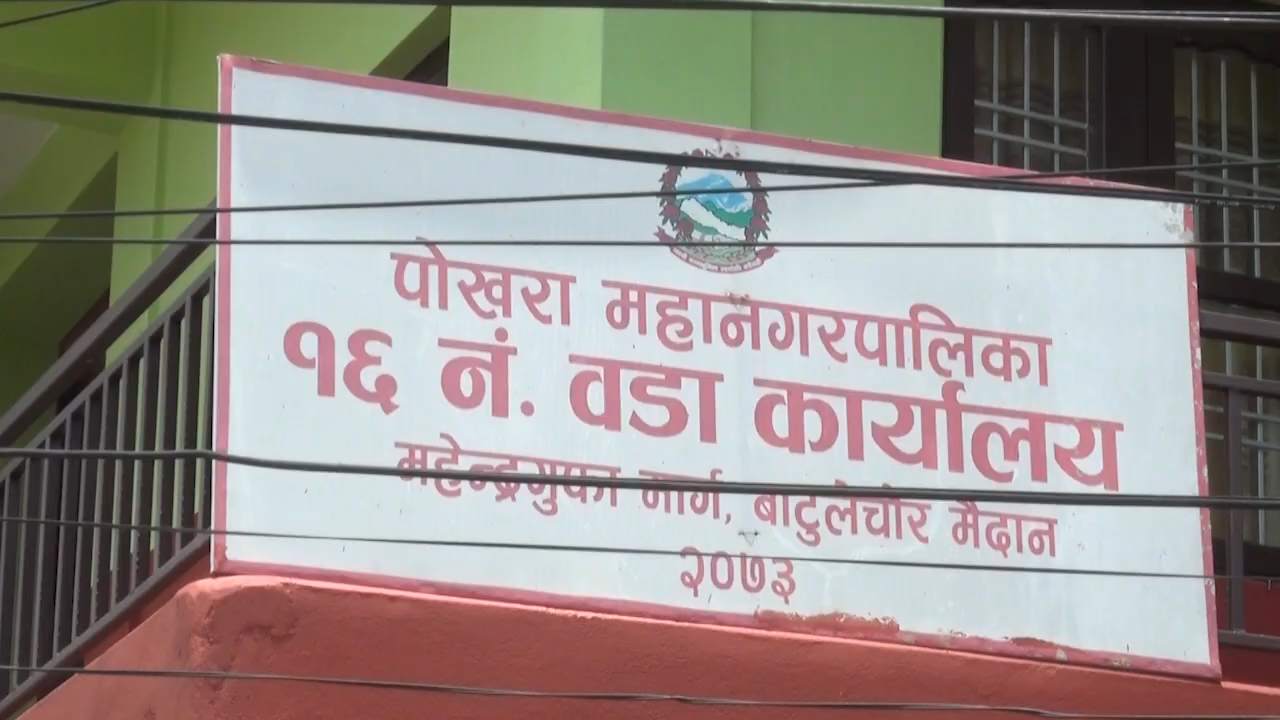 पोखरा महानगरपालिका
१६ नं. वडा कार्यालय
महेन्द्रगुफा मार्ग, बाटुलेचौर मैदान
२०७३